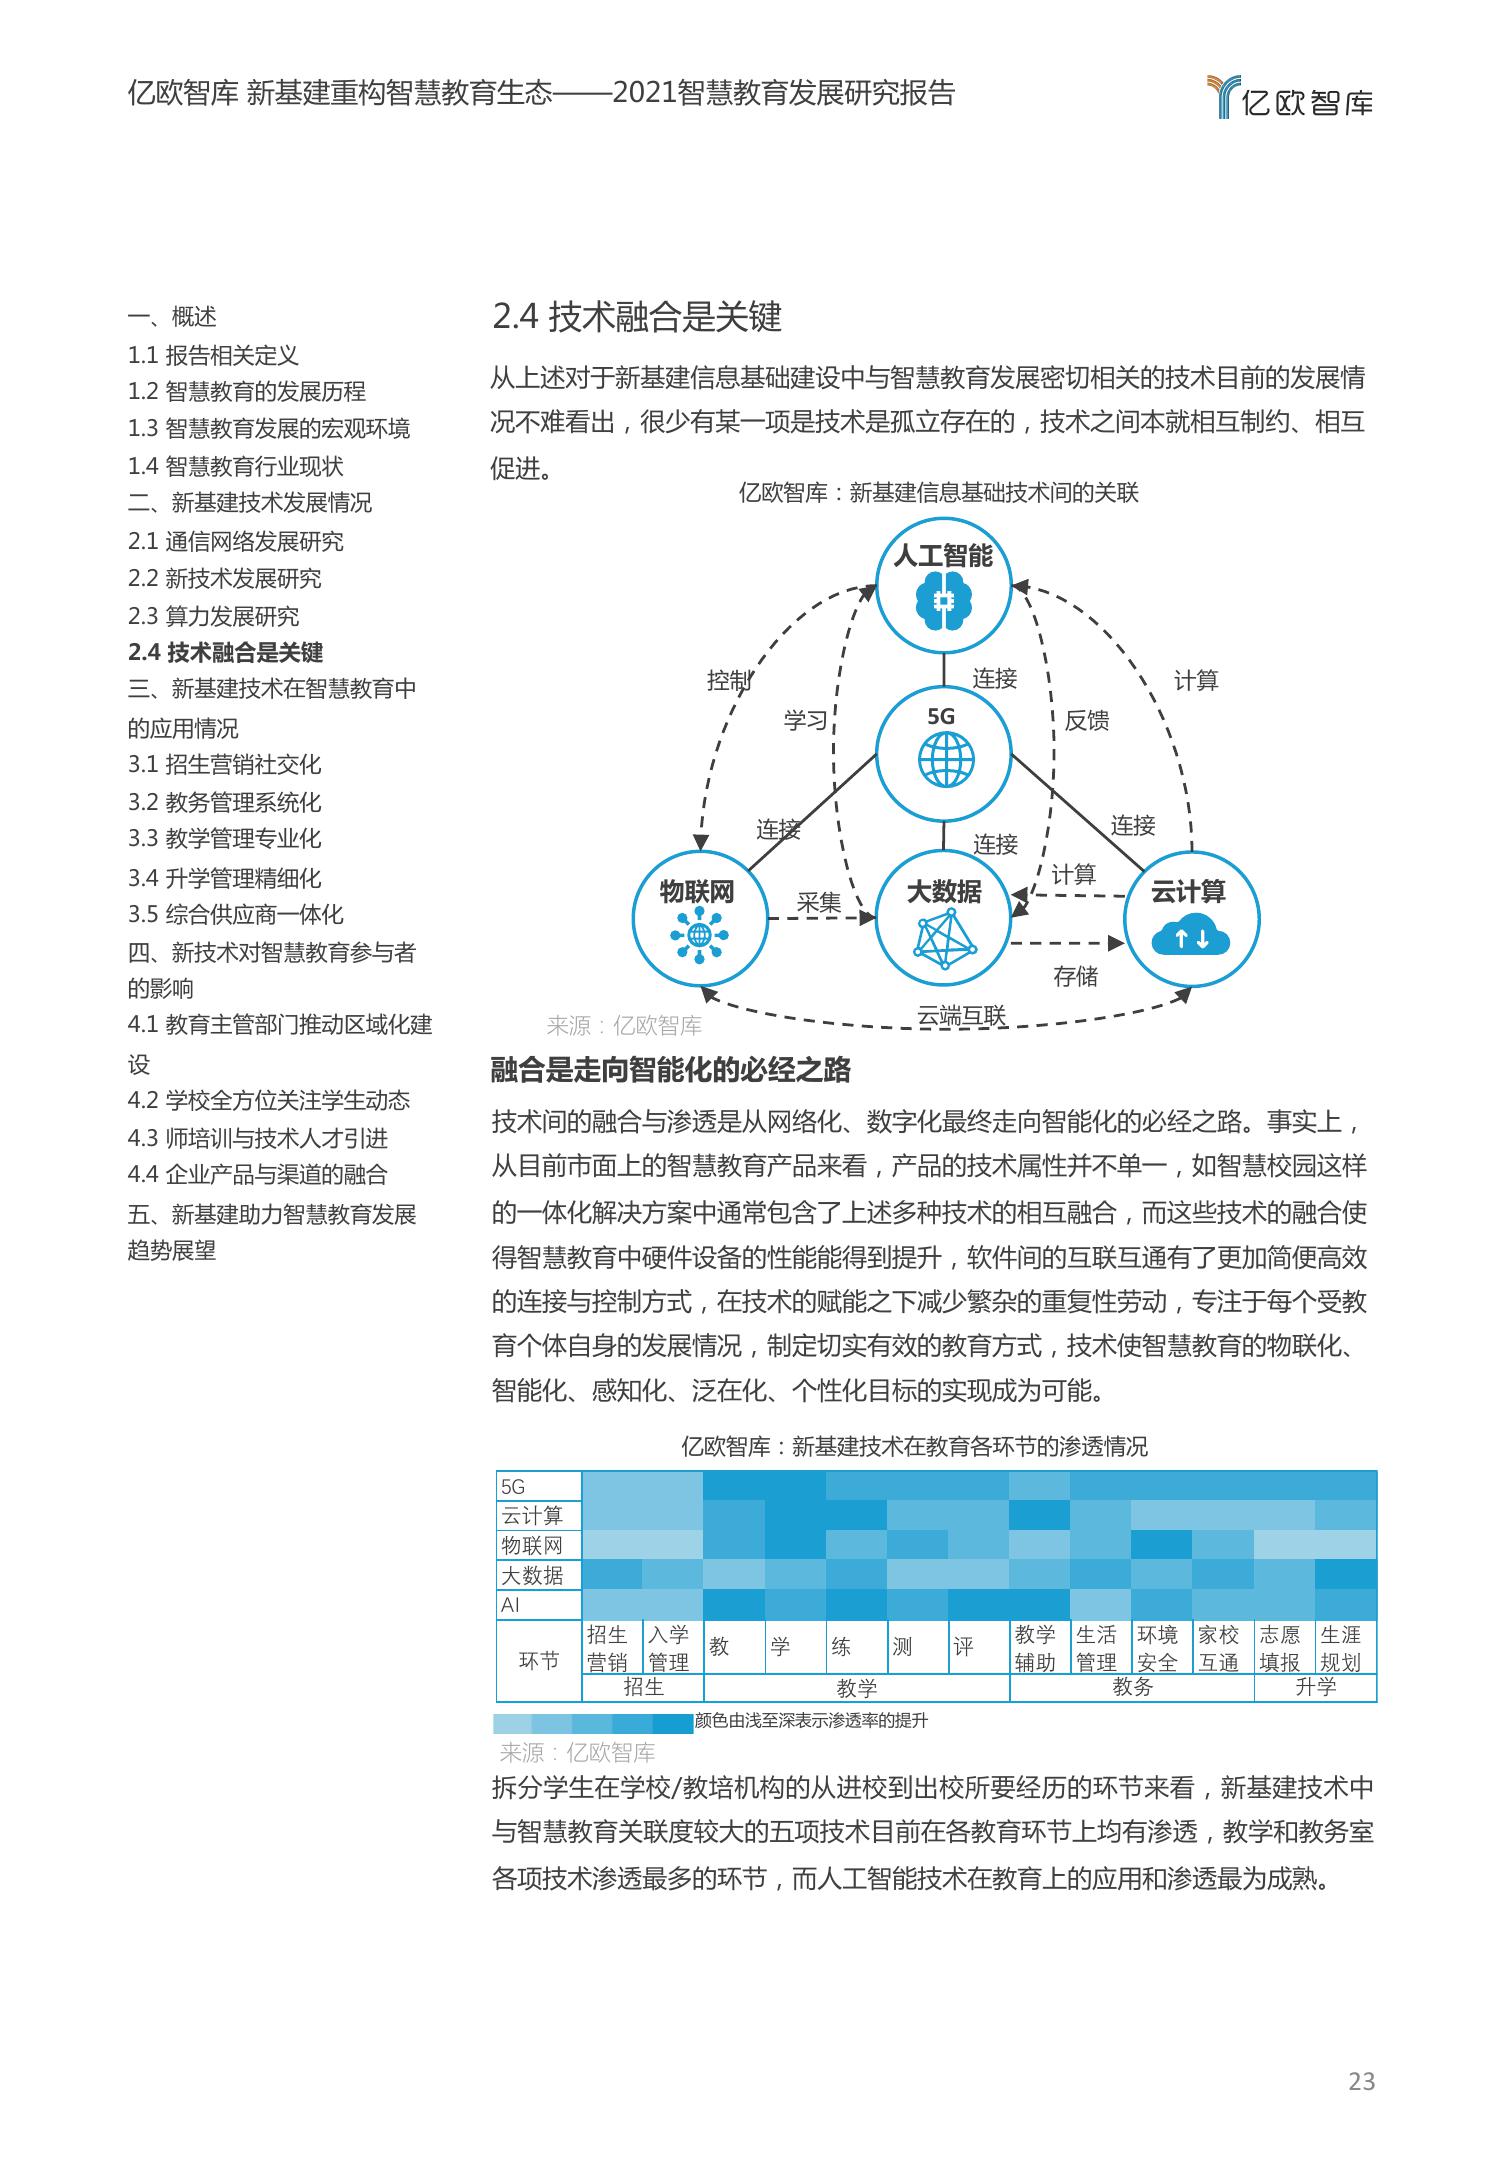 亿欧智库 新基建重构智慧教育生态——2021智慧教育发展研究报告
亿欧智库
一、概述
1.1 报告相关定义
1.2 智慧教育的发展历程
1.3 智慧教育发展的宏观环境
1.4 智慧教育行业现状
二、新基建技术发展情况
2.1 通信网络发展研究
2.2 新技术发展研究
2.3 算力发展研究
2.4 技术融合是关键
三、新基建技术在智慧教育中
的应用情况
3.1 招生营销社交化
3.2 教务管理系统化
3.3 教学管理专业化
3.4 升学管理精细化
3.5 综合供应商一体化
四、新技术对智慧教育参与者
的影响
4.1 教育主管部门推动区域化建
设
4.2 学校全方位关注学生动态
4.3 师培训与技术人才引进
4.4 企业产品与渠道的融合
五、新基建助力智慧教育发展
趋势展望
2.4 技术融合是关键
从上述对于新基建信息基础建设中与智慧教育发展密切相关的技术目前的发展情
况不难看出，很少有某一项是技术是孤立存在的，技术之间本就相互制约、相互
促进。
亿欧智库：新基建信息基础技术间的关联
人工智能
控制
连接
计算
学习
5G
反馈
连接
连接
连接
计算
物联网
采集
大数据
云计算
存储
云端互联
来源：亿欧智库
融合是走向智能化的必经之路
技术间的融合与渗透是从网络化、数字化最终走向智能化的必经之路。事实上，
从目前市面上的智慧教育产品来看，产品的技术属性并不单一，如智慧校园这样
的一体化解决方案中通常包含了上述多种技术的相互融合，而这些技术的融合使
得智慧教育中硬件设备的性能能得到提升，软件间的互联互通有了更加简便高效
的连接与控制方式，在技术的赋能之下减少繁杂的重复性劳动，专注于每个受教
育个体自身的发展情况，制定切实有效的教育方式，技术使智慧教育的物联化、
智能化、感知化、泛在化、个性化目标的实现成为可能。
亿欧智库：新基建技术在教育各环节的渗透情况
5G
云计算
物联网
大数据
AI
环节
招生 入学 教 学 练 测 评 教学 生活 环境 家校 志愿 生涯
营销 管理 辅助 管理 安全 互通 填报 规划
招生 教学 教务 升学
颜色由浅至深表示渗透率的提升
来源：亿欧智库
拆分学生在学校/教培机构的从进校到出校所要经历的环节来看，新基建技术中
与智慧教育关联度较大的五项技术目前在各教育环节上均有渗透，教学和教务室
各项技术渗透最多的环节，而人工智能技术在教育上的应用和渗透最为成熟。
23